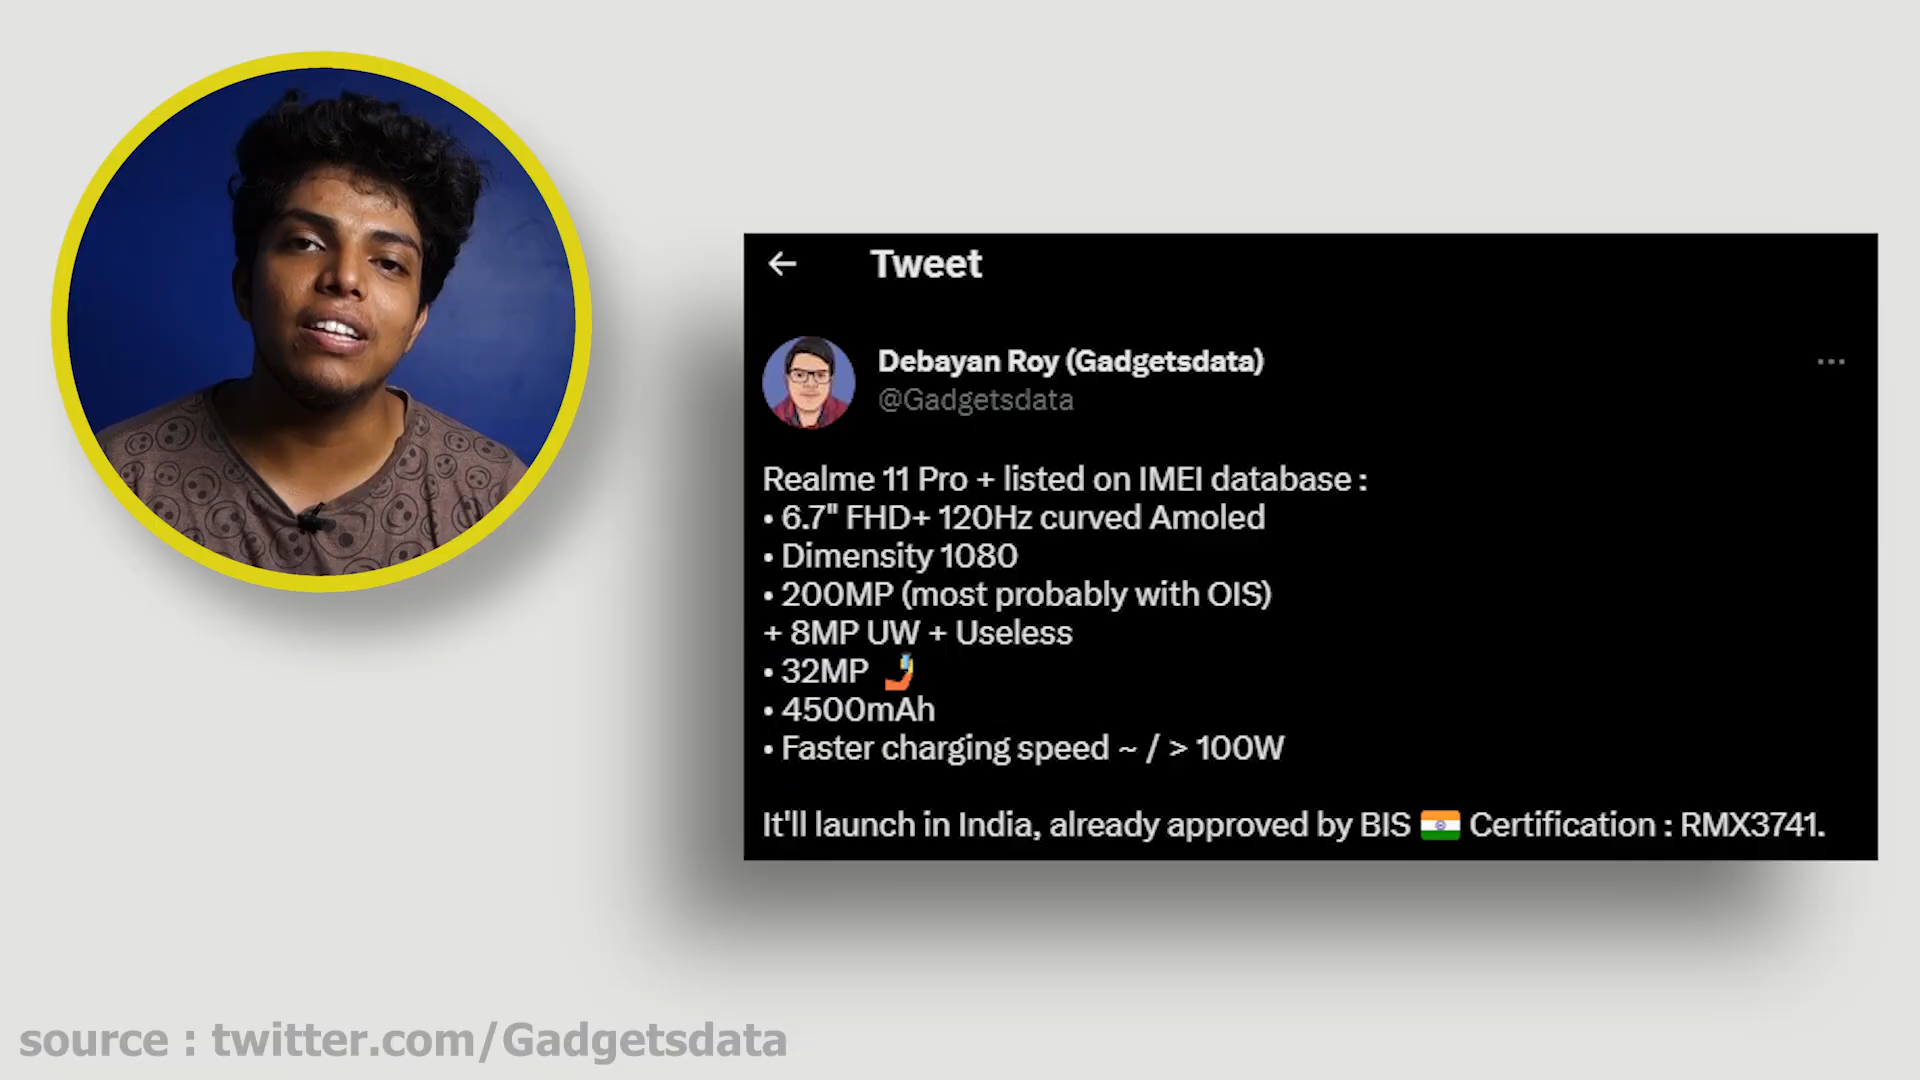 Tweet
Debayan Roy (Gadgetsdata)
@Gadgetsdata
Realme 11 Pro + listed on IMEI database :
• 6.7" FHD+ 120Hz curved Amoled
• Dimensity 1080
• 200MP (most probably with OIS)
+ 8MP UW + Useless
• 32MP 🤳
• 4500mAh
• Faster charging speed ~ / > 100W
It'll launch in India, already approved by BIS 🇮🇳 Certification : RMX3741.
source : twitter.com/Gadgetsdata